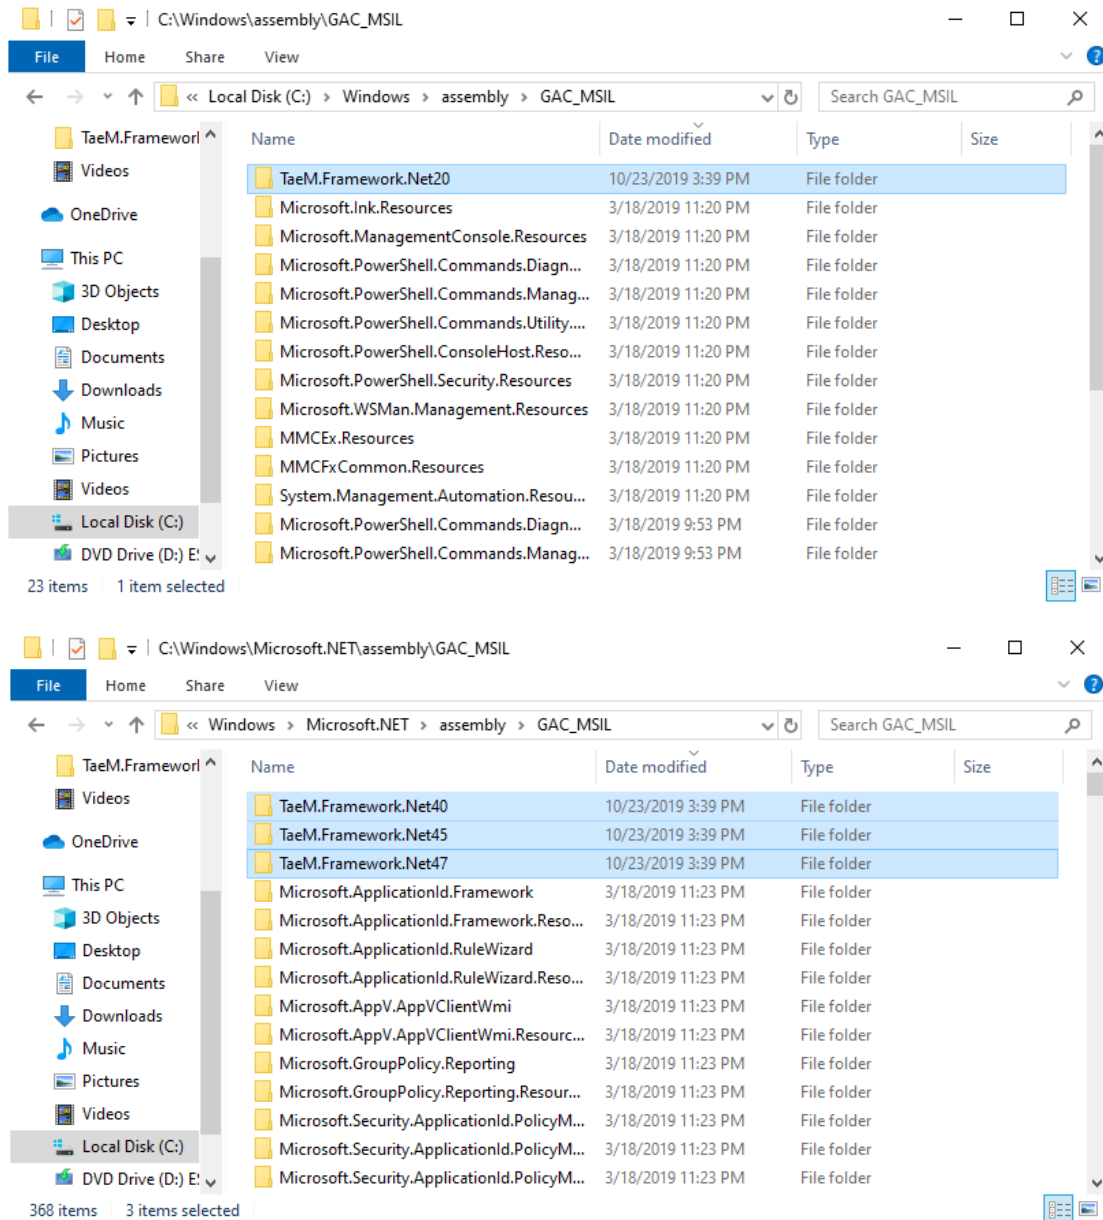 C:\Windows\assembly\GAC_MSIL
File Home Share View
« Local Disk (C:) › Windows › assembly › GAC_MSIL Search GAC_MSIL
TaeM.Framework
Videos
OneDrive
This PC
3D Objects
Desktop
Documents
Downloads
Music
Pictures
Videos
Local Disk (C:)
DVD Drive (D:) E
Name Date modified Type Size
TaeM.Framework.Net20 10/23/2019 3:39 PM File folder
Microsoft.Ink.Resources 3/18/2019 11:20 PM File folder
Microsoft.ManagementConsole.Resources 3/18/2019 11:20 PM File folder
Microsoft.PowerShell.Commands.Diagn... 3/18/2019 11:20 PM File folder
Microsoft.PowerShell.Commands.Manag... 3/18/2019 11:20 PM File folder
Microsoft.PowerShell.Commands.Utility.... 3/18/2019 11:20 PM File folder
Microsoft.PowerShell.ConsoleHost.Reso... 3/18/2019 11:20 PM File folder
Microsoft.PowerShell.Security.Resources 3/18/2019 11:20 PM File folder
Microsoft.WSMan.Management.Resources 3/18/2019 11:20 PM File folder
MMCEx.Resources 3/18/2019 11:20 PM File folder
MMCFxCommon.Resources 3/18/2019 11:20 PM File folder
System.Management.Automation.Resou... 3/18/2019 11:20 PM File folder
Microsoft.PowerShell.Commands.Diagn... 3/18/2019 9:53 PM File folder
Microsoft.PowerShell.Commands.Manag... 3/18/2019 9:53 PM File folder
23 items 1 item selected
C:\Windows\Microsoft.NET\assembly\GAC_MSIL
File Home Share View
« Windows › Microsoft.NET › assembly › GAC_MSIL Search GAC_MSIL
TaeM.Framework
Videos
OneDrive
This PC
3D Objects
Desktop
Documents
Downloads
Music
Pictures
Videos
Local Disk (C:)
DVD Drive (D:) E
Name Date modified Type Size
TaeM.Framework.Net40 10/23/2019 3:39 PM File folder
TaeM.Framework.Net45 10/23/2019 3:39 PM File folder
TaeM.Framework.Net47 10/23/2019 3:39 PM File folder
Microsoft.ApplicationId.Framework 3/18/2019 11:23 PM File folder
Microsoft.ApplicationId.Framework.Reso... 3/18/2019 11:23 PM File folder
Microsoft.ApplicationId.RuleWizard 3/18/2019 11:23 PM File folder
Microsoft.ApplicationId.RuleWizard.Reso... 3/18/2019 11:23 PM File folder
Microsoft.AppV.AppVClientWmi 3/18/2019 11:23 PM File folder
Microsoft.AppV.AppVClientWmi.Resourc... 3/18/2019 11:23 PM File folder
Microsoft.GroupPolicy.Reporting 3/18/2019 11:23 PM File folder
Microsoft.GroupPolicy.Reporting.Resour... 3/18/2019 11:23 PM File folder
Microsoft.Security.ApplicationId.PolicyM... 3/18/2019 11:23 PM File folder
Microsoft.Security.ApplicationId.PolicyM... 3/18/2019 11:23 PM File folder
Microsoft.Security.ApplicationId.PolicyM... 3/18/2019 11:23 PM File folder
368 items 3 items selected